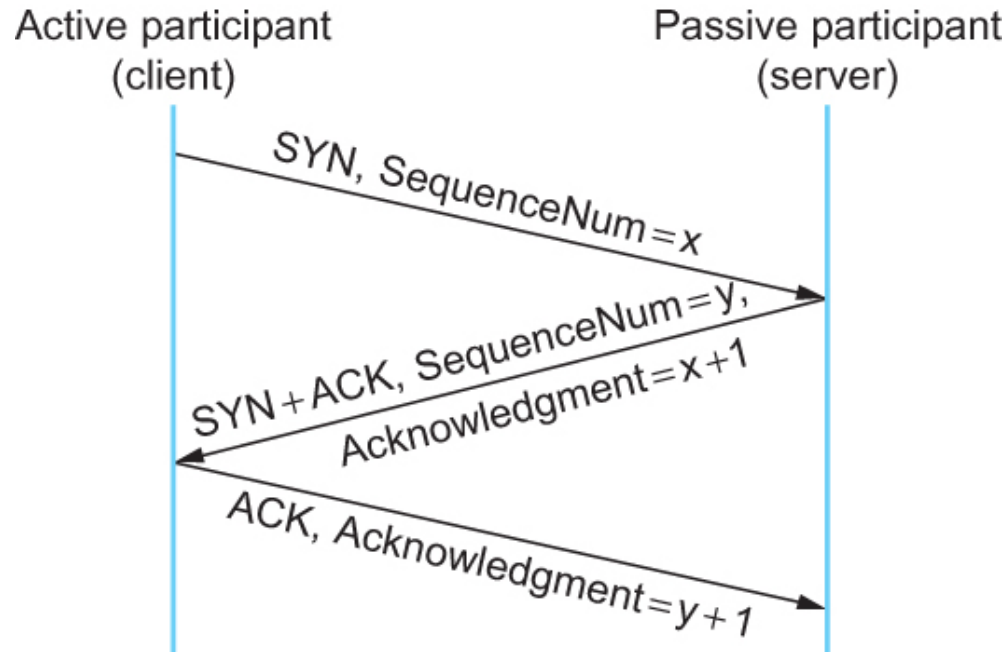 Active participant
(client)
Passive participant
(server)
SYN, SequenceNum=x
SYN+ACK, SequenceNum=y,
Acknowledgment=x+1
ACK, Acknowledgment=y+1